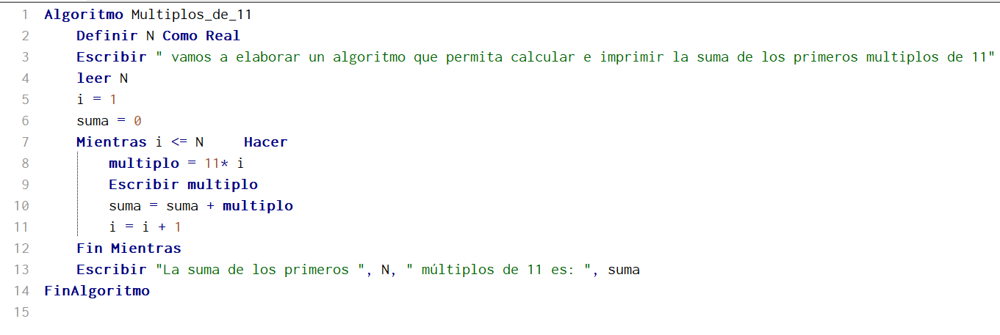 1 Algoritmo Multiplos_de_11
2 Definir N Como Real
3 Escribir " vamos a elaborar un algoritmo que permita calcular e imprimir la suma de los primeros multiplos de 11"
4 leer N
5 i = 1
6 suma = 0
7 Mientras i <= N Hacer
8 multiplo = 11* i
9 Escribir multiplo
10 suma = suma + multiplo
11 i = i + 1
12 Fin Mientras
13 Escribir "La suma de los primeros ", N, " múltiplos de 11 es: ", suma
14 FinAlgoritmo
15